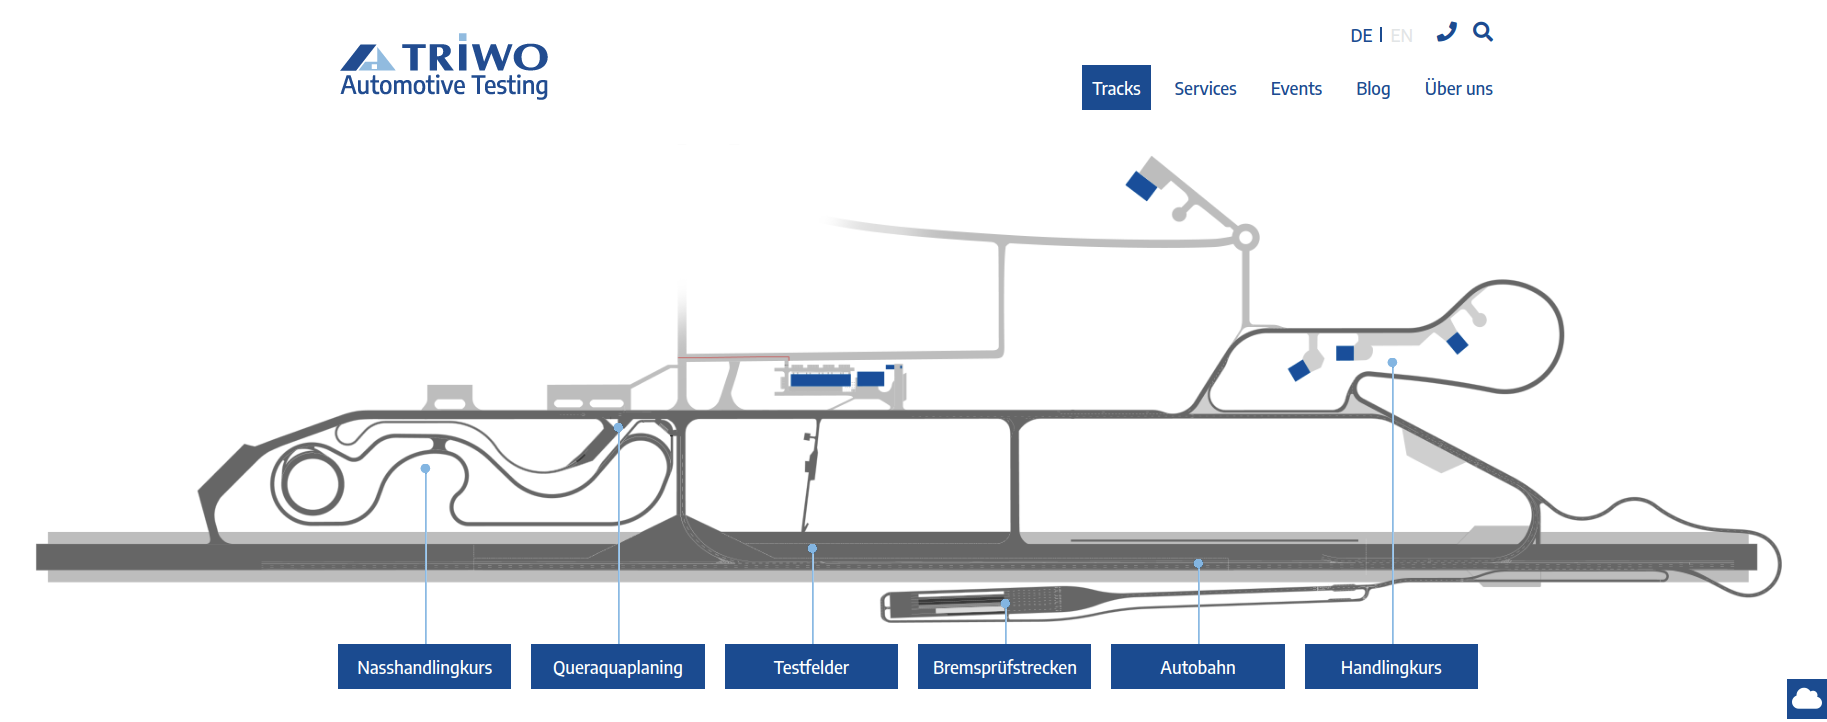 DE | EN
TRIWO
Automotive Testing
Tracks Services Events Blog Über uns
Nasshandlingkurs Queraquaplaning Testfelder Bremsprüfstrecken Autobahn Handlingkurs